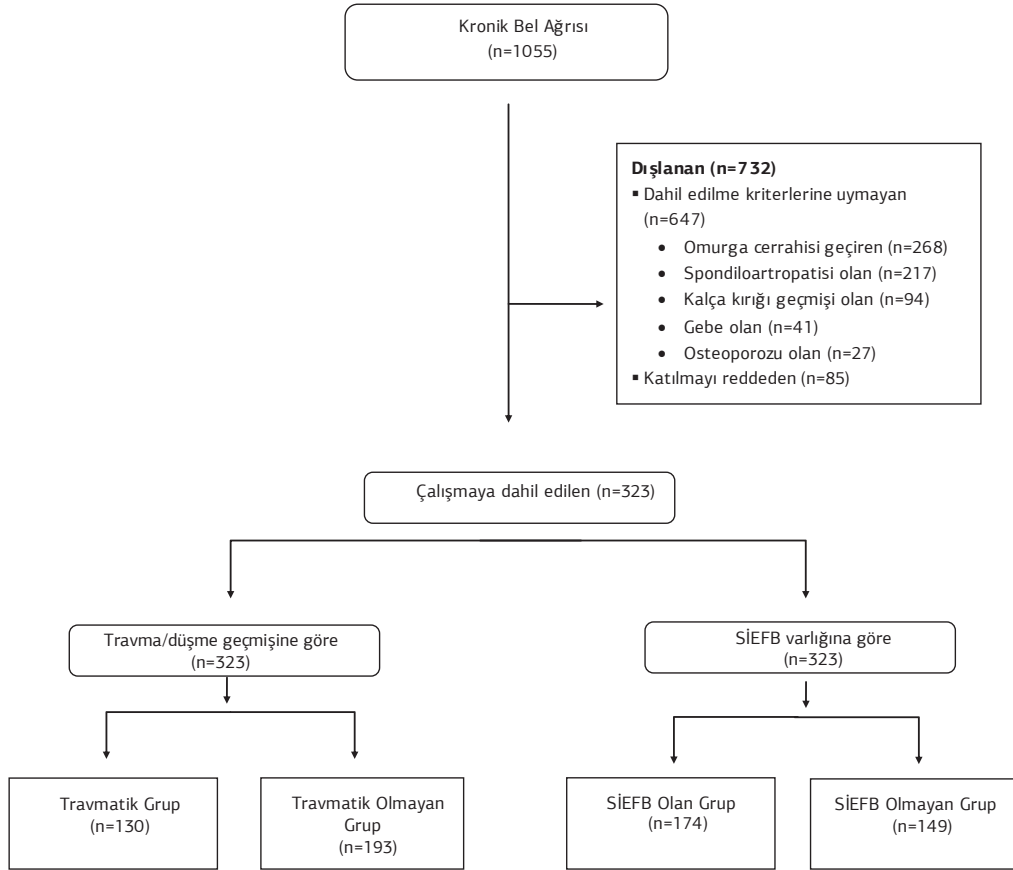 Kronik Bel Ağrısı
(n=1055)
Dışlanan (n=732)
▪ Dahil edilme kriterlerine uymayan
(n=647)
• Omurga cerrahisi geçiren (n=268)
• Spondiloartropatisi olan (n=217)
• Kalça kırığı geçmişi olan (n=94)
• Gebe olan (n=41)
• Osteoporozu olan (n=27)
▪ Katılmayı reddeden (n=85)
Çalışmaya dahil edilen (n=323)
Travma/düşme geçmişine göre
(n=323)
SİEFB varlığına göre
(n=323)
Travmatik Grup
(n=130)
Travmatik Olmayan
Grup
(n=193)
SİEFB Olan Grup
(n=174)
SİEFB Olmayan Grup
(n=149)